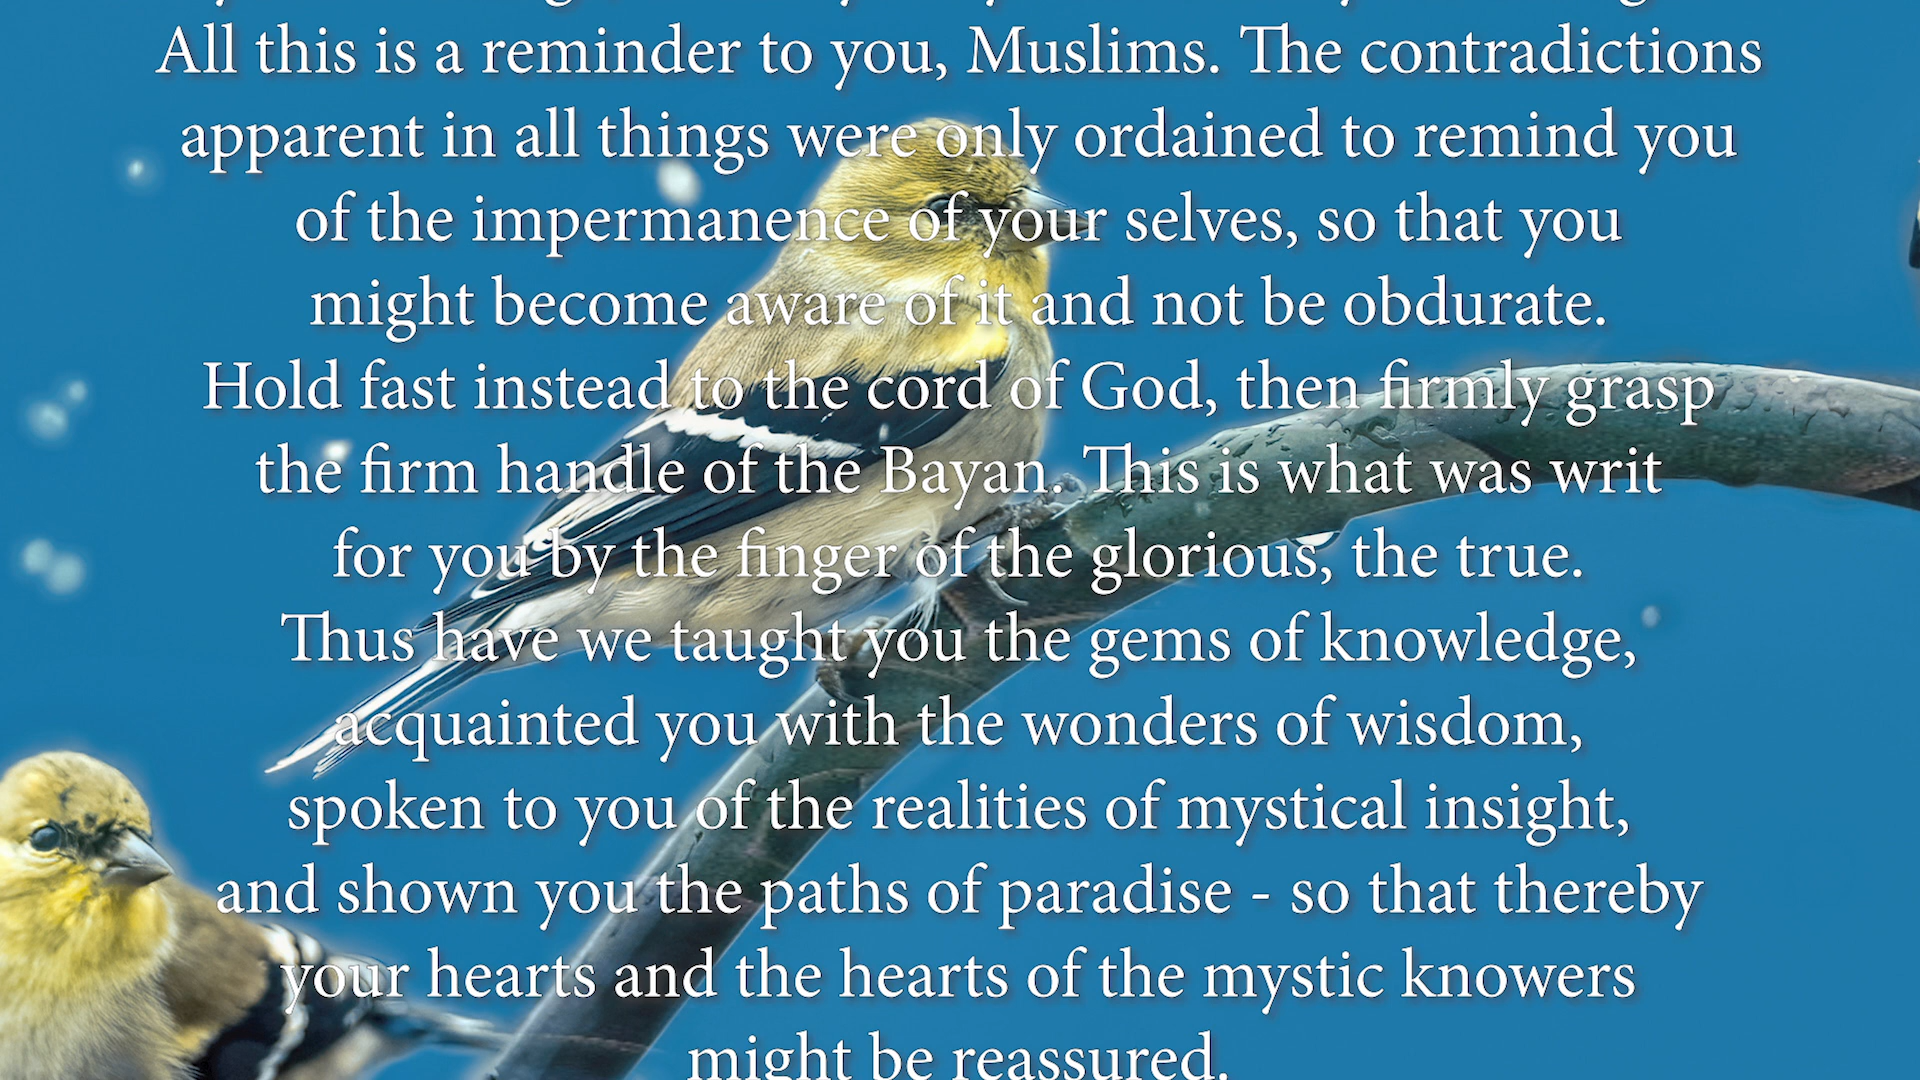 All this is a reminder to you, Muslims. The contradictions
apparent in all things were only ordained to remind you
of the impermanence of your selves, so that you
might become aware of it and not be obdurate.
Hold fast instead to the cord of God, then firmly grasp
the firm handle of the Bayan. This is what was writ
for you by the finger of the glorious, the true.
Thus have we taught you the gems of knowledge,
acquainted you with the wonders of wisdom,
spoken to you of the realities of mystical insight,
and shown you the paths of paradise - so that thereby
your hearts and the hearts of the mystic knowers
might be reassured.